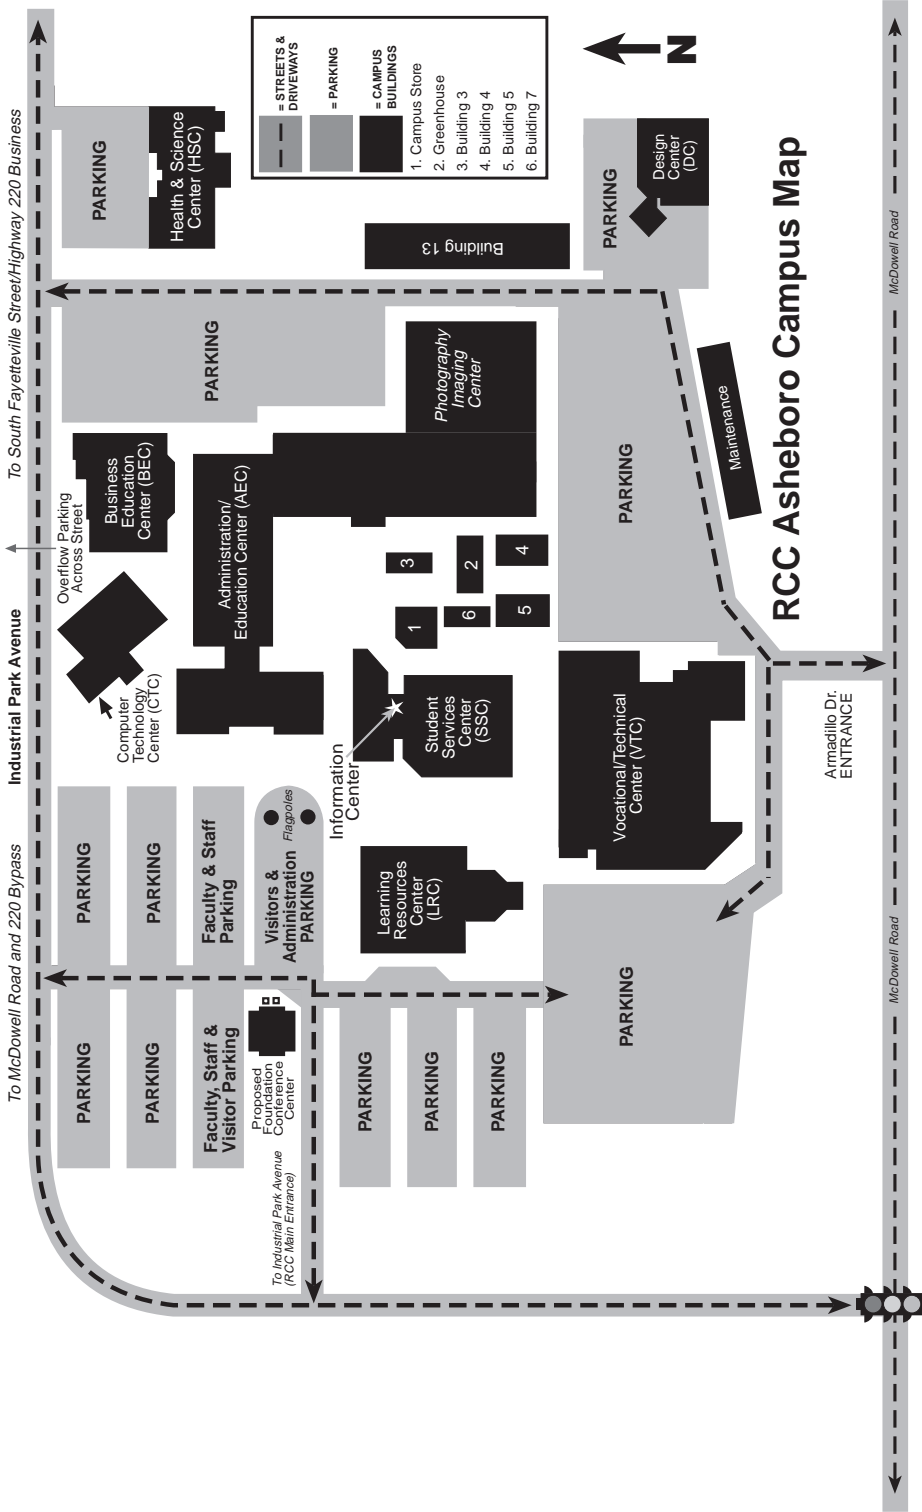 To McDowell Road and 220 Bypass
Industrial Park Avenue
To South Fayetteville Street/Highway 220 Business
Overflow Parking
Across Street
PARKING
PARKING
PARKING
PARKING
PARKING
Faculty, Staff &
Visitor Parking
Faculty & Staff
Parking
Computer
Technology
Center (CTC)
Business
Education
Center (BEC)
PARKING
Health & Science
Center (HSC)
Administration/
Education Center (AEC)
Proposed
Foundation
Conference
Center
Visitors &
Administration
PARKING
Flagpoles
To Industrial Park Avenue
(RCC Main Entrance)
Information
Center
PARKING
PARKING
PARKING
Learning
Resources
Center
(LRC)
Student
Services
Center
(SSC)
1
2
3
4
5
6
Photography
Imaging
Center
Building 13
= STREETS &
DRIVEWAYS
= PARKING
= CAMPUS
BUILDINGS
1. Campus Store
2. Greenhouse
3. Building 3
4. Building 4
5. Building 5
6. Building 7
N
PARKING
Vocational/Technical
Center (VTC)
PARKING
PARKING
Design
Center
(DC)
Maintenance
RCC Asheboro Campus Map
Armadillo Dr.
ENTRANCE
McDowell Road
McDowell Road